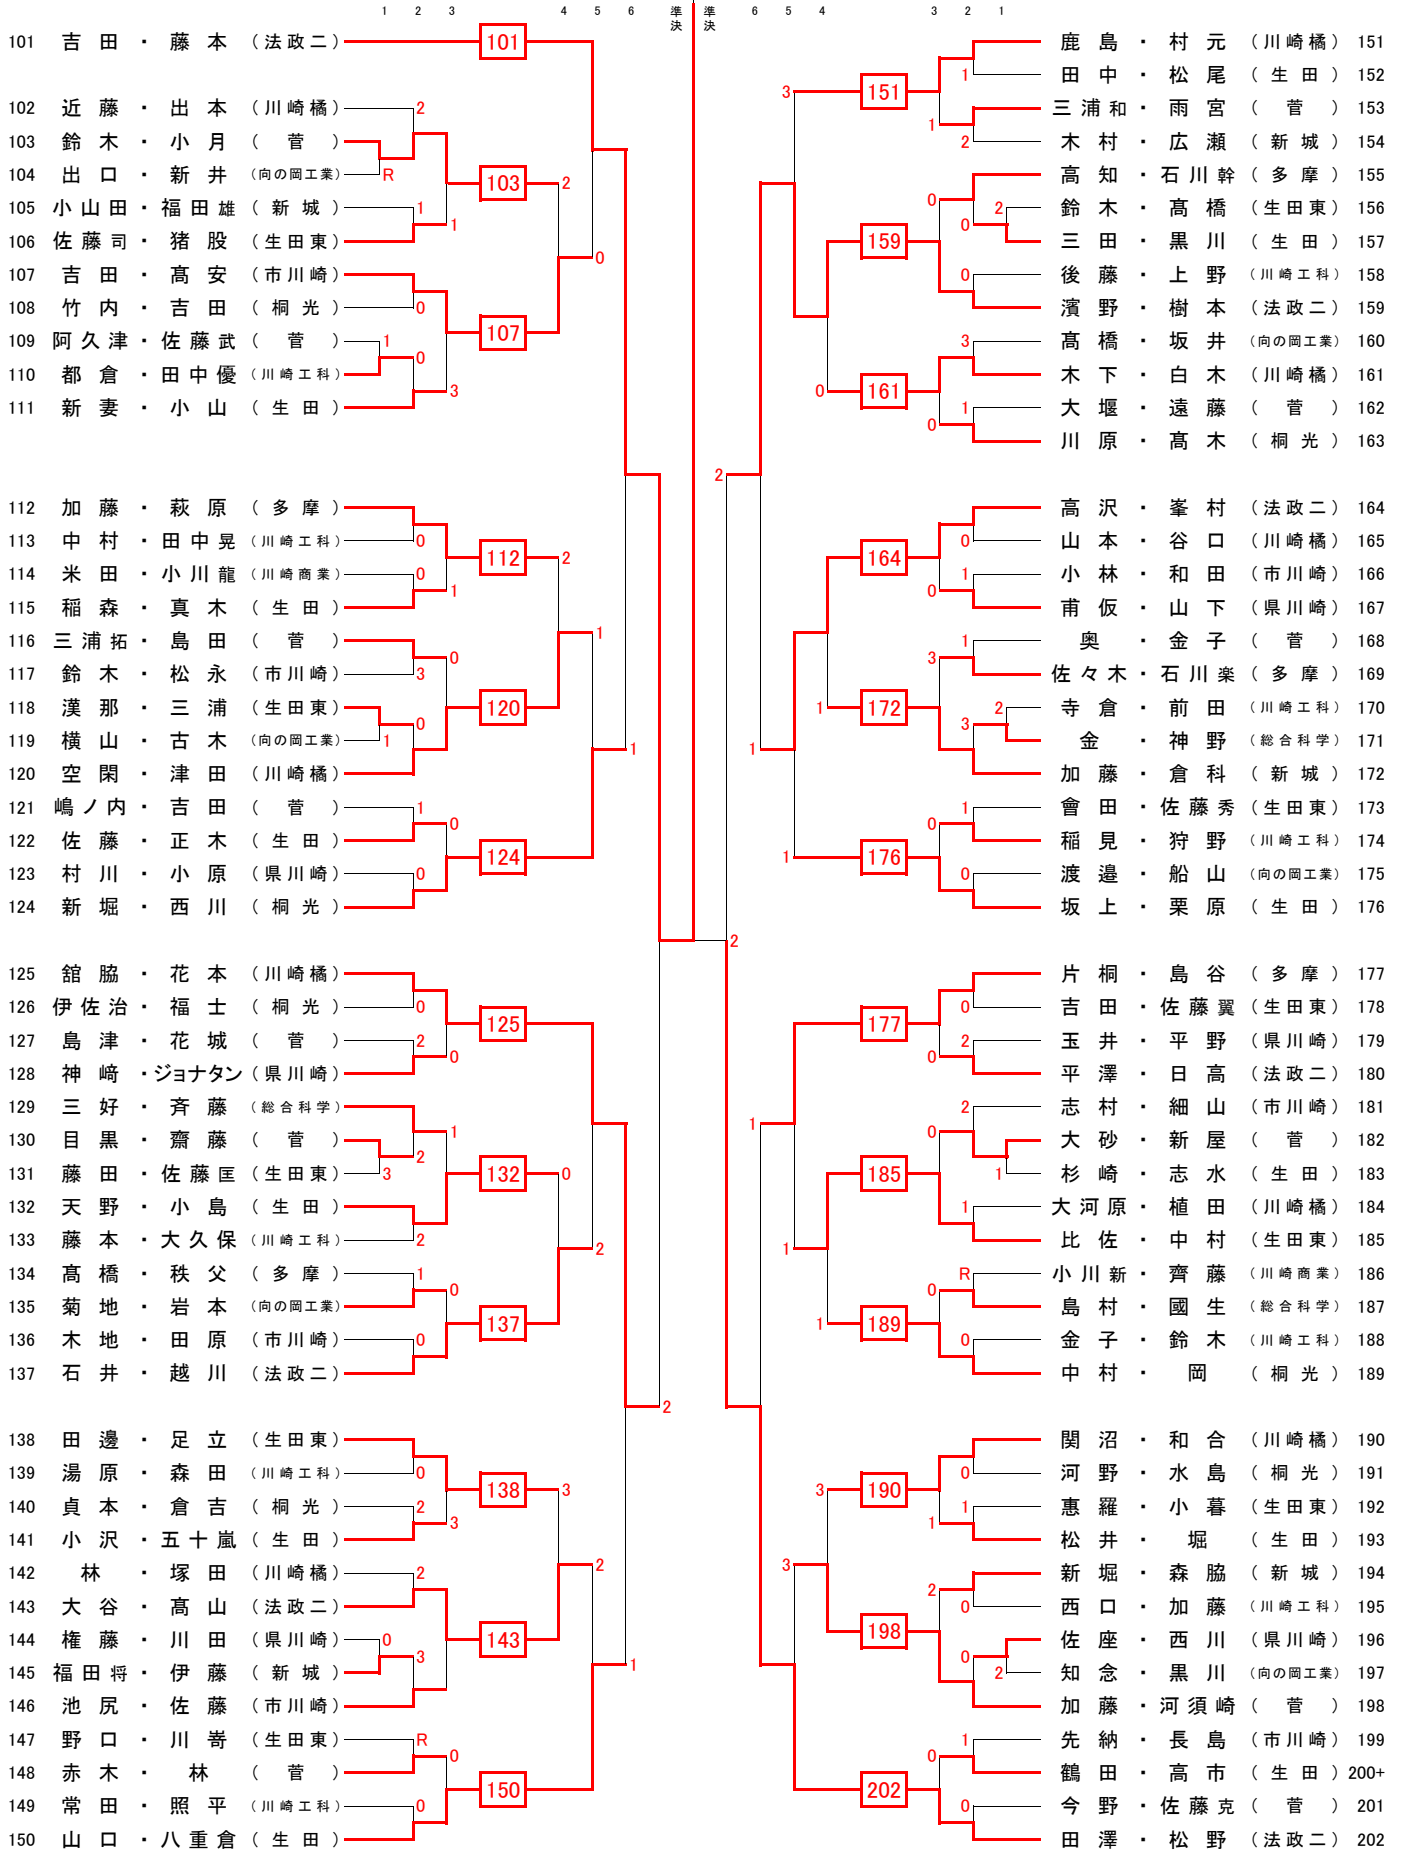 1 2 3 4 5 6 準決 準決 6 5 4 3 2 1
101 吉田・藤本 (法政二) 101
102 近藤・出本 (川崎橘) 2
103 鈴木・小月 (菅) 103 2
104 出口・新井 (向の岡工業) R
105 小山田・福田雄 (新城) 1 1
106 佐藤司・猪股 (生田東) 0
107 吉田・髙安 (市川崎)
108 竹内・吉田 (桐光) 0 107
109 阿久津・佐藤武 (菅) 1 0
110 都倉・田中優 (川崎工科) 3
111 新妻・小山 (生田)
112 加藤・萩原 (多摩)
113 中村・田中晃 (川崎工科) 0 112 2
114 米田・小川龍 (川崎商業) 0 1
115 稲森・真木 (生田) 1
116 三浦拓・島田 (菅) 0
117 鈴木・松永 (市川崎) 3
118 漢那・三浦 (生田東) 0 120
119 横山・古木 (向の岡工業) 1 1
120 空閑・津田 (川崎橘)
121 嶋ノ内・吉田 (菅) 1 0
122 佐藤・正木 (生田) 124
123 村川・小原 (県川崎) 0
124 新堀・西川 (桐光)
125 舘脇・花本 (川崎橘)
126 伊佐治・福士 (桐光) 0 125
127 島津・花城 (菅) 2 0
128 神﨑・ジョナタン (県川崎)
129 三好・斉藤 (総合科学) 1
130 目黒・齋藤 (菅) 2
131 藤田・佐藤匡 (生田東) 3 132 0
132 天野・小島 (生田)
133 藤本・大久保 (川崎工科) 2 2
134 髙橋・秩父 (多摩) 1 0
135 菊地・岩本 (向の岡工業) 137
136 木地・田原 (市川崎) 0
137 石井・越川 (法政二) 2
138 田邊・足立 (生田東)
139 湯原・森田 (川崎工科) 0 138 3
140 貞本・倉吉 (桐光) 2 3
141 小沢・五十嵐 (生田) 2
142 林・塚田 (川崎橘) 2
143 大谷・髙山 (法政二) 143
144 権藤・川田 (県川崎) 0 3
145 福田将・伊藤 (新城) 1
146 池尻・佐藤 (市川崎)
147 野口・川嵜 (生田東) R 0
148 赤木・林 (菅) 150
149 常田・照平 (川崎工科) 0
150 山口・八重倉 (生田)
鹿島・村元 (川崎橘) 151
1 田中・松尾 (生田) 152
3 151 1 三浦和・雨宮 (菅) 153
2 木村・広瀬 (新城) 154
0 高知・石川幹 (多摩) 155
0 2 鈴木・髙橋 (生田東) 156
159 三田・黒川 (生田) 157
0 後藤・上野 (川崎工科) 158
濱野・樹本 (法政二) 159
3 髙橋・坂井 (向の岡工業) 160
0 161 木下・白木 (川崎橘) 161
0 1 大堰・遠藤 (菅) 162
川原・髙木 (桐光) 163
2 高沢・峯村 (法政二) 164
164 0 山本・谷口 (川崎橘) 165
0 1 小林・和田 (市川崎) 166
甫仮・山下 (県川崎) 167
3 1 奥・金子 (菅) 168
佐々木・石川楽 (多摩) 169
1 172 3 2 寺倉・前田 (川崎工科) 170
1 金・神野 (総合科学) 171
加藤・倉科 (新城) 172
0 1 會田・佐藤秀 (生田東) 173
1 176 稲見・狩野 (川崎工科) 174
0 渡邉・船山 (向の岡工業) 175
坂上・栗原 (生田) 176
2 片桐・島谷 (多摩) 177
177 0 吉田・佐藤翼 (生田東) 178
0 2 玉井・平野 (県川崎) 179
平澤・日高 (法政二) 180
1 0 2 志村・細山 (市川崎) 181
大砂・新屋 (菅) 182
185 1 杉崎・志水 (生田) 183
1 大河原・植田 (川崎橘) 184
1 比佐・中村 (生田東) 185
0 R 小川新・齊藤 (川崎商業) 186
1 189 島村・國生 (総合科学) 187
0 金子・鈴木 (川崎工科) 188
中村・岡 (桐光) 189
関沼・和合 (川崎橘) 190
3 190 0 河野・水島 (桐光) 191
1 1 惠羅・小暮 (生田東) 192
松井・堀 (生田) 193
3 2 新堀・森脇 (新城) 194
0 西口・加藤 (川崎工科) 195
198 0 佐座・西川 (県川崎) 196
2 知念・黒川 (向の岡工業) 197
加藤・河須崎 (菅) 198
0 1 先納・長島 (市川崎) 199
202 鶴田・高市 (生田) 200+
0 今野・佐藤克 (菅) 201
田澤・松野 (法政二) 202